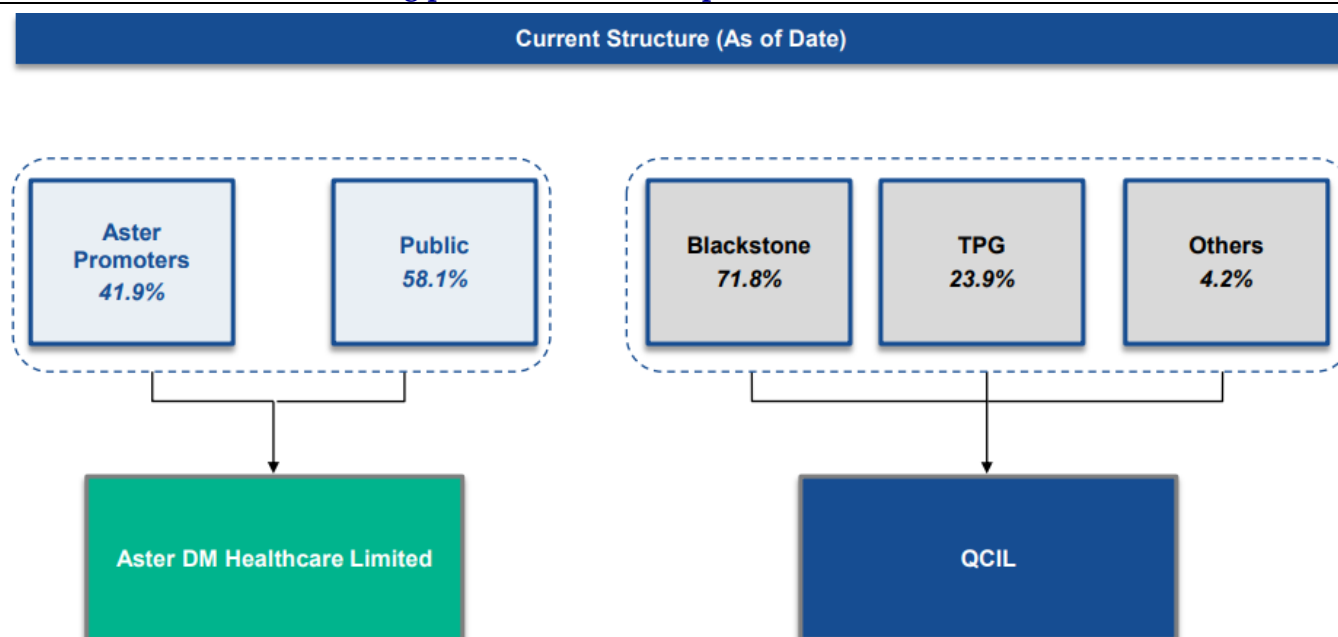 Current Structure (As of Date)
Aster
Promoters
41.9%
Public
58.1%
Blackstone
71.8%
TPG
23.9%
Others
4.2%
Aster DM Healthcare Limited
QCIL